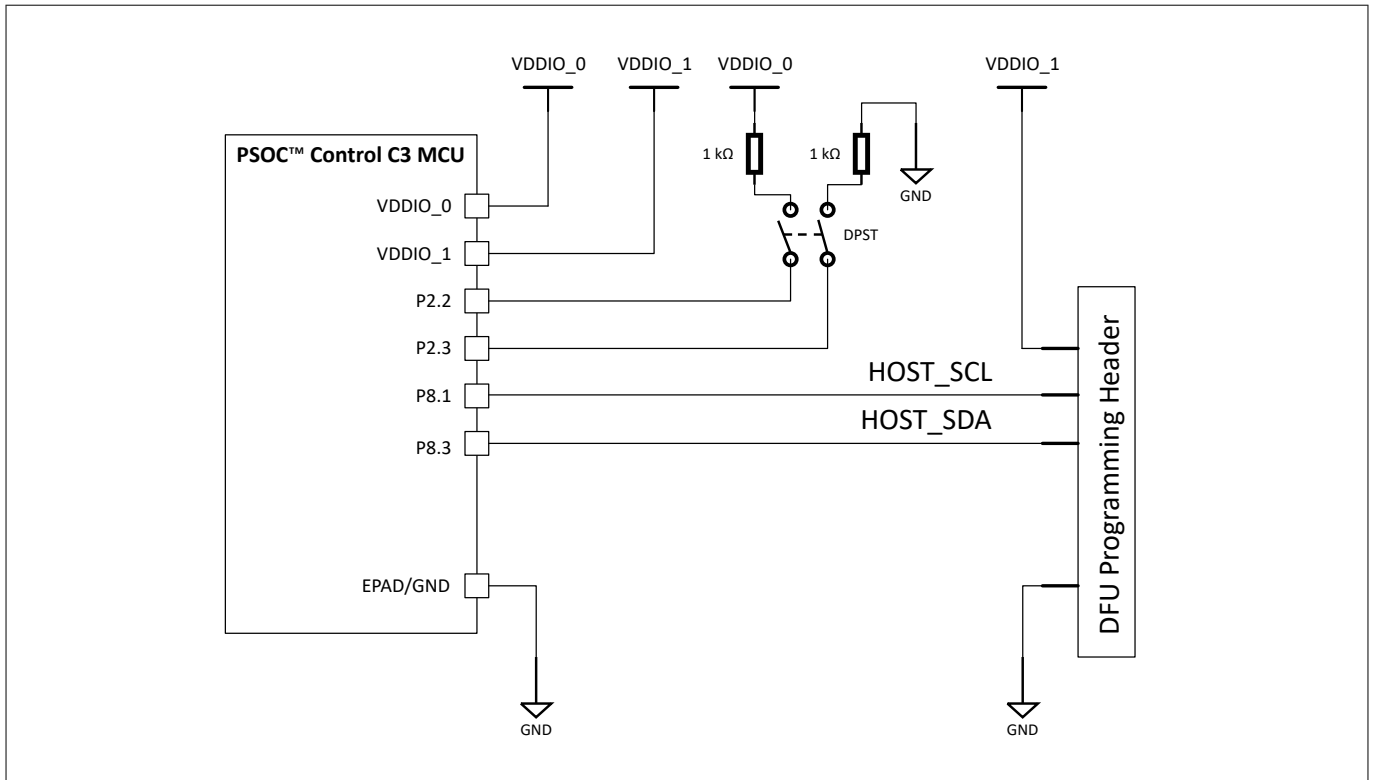 VDDIO_0 VDDIO_1 VDDIO_0 VDDIO_1
PSOC™ Control C3 MCU
1 kΩ 1 kΩ
GND
VDDIO_0
DPST
VDDIO_1
P2.2
P2.3
HOST_SCL
P8.1
HOST_SDA
P8.3
DFU Programming Header
EPAD/GND
GND GND